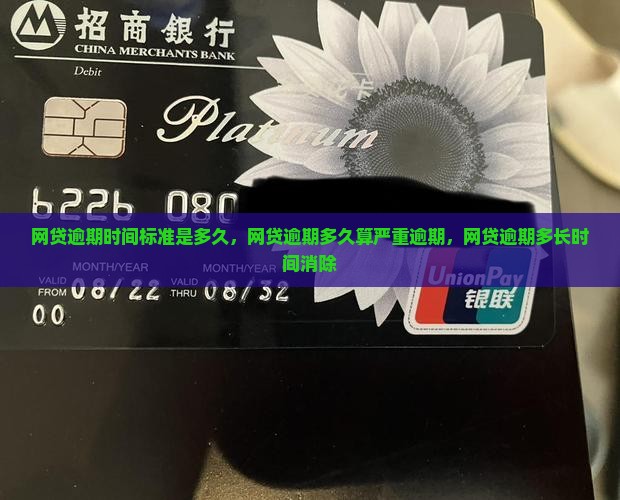 招商銀行
CHINA MERCHANTS BANK
Debit
Platinum
6226 080
网贷逾期时间标准是多久，网贷逾期多久算严重逾期，网贷逾期多长时
间消除
MONTH/YEAR MONTH/YEAR
VALID FROM 08/22 VALID THRU 08/32
UnionPay
银联
00